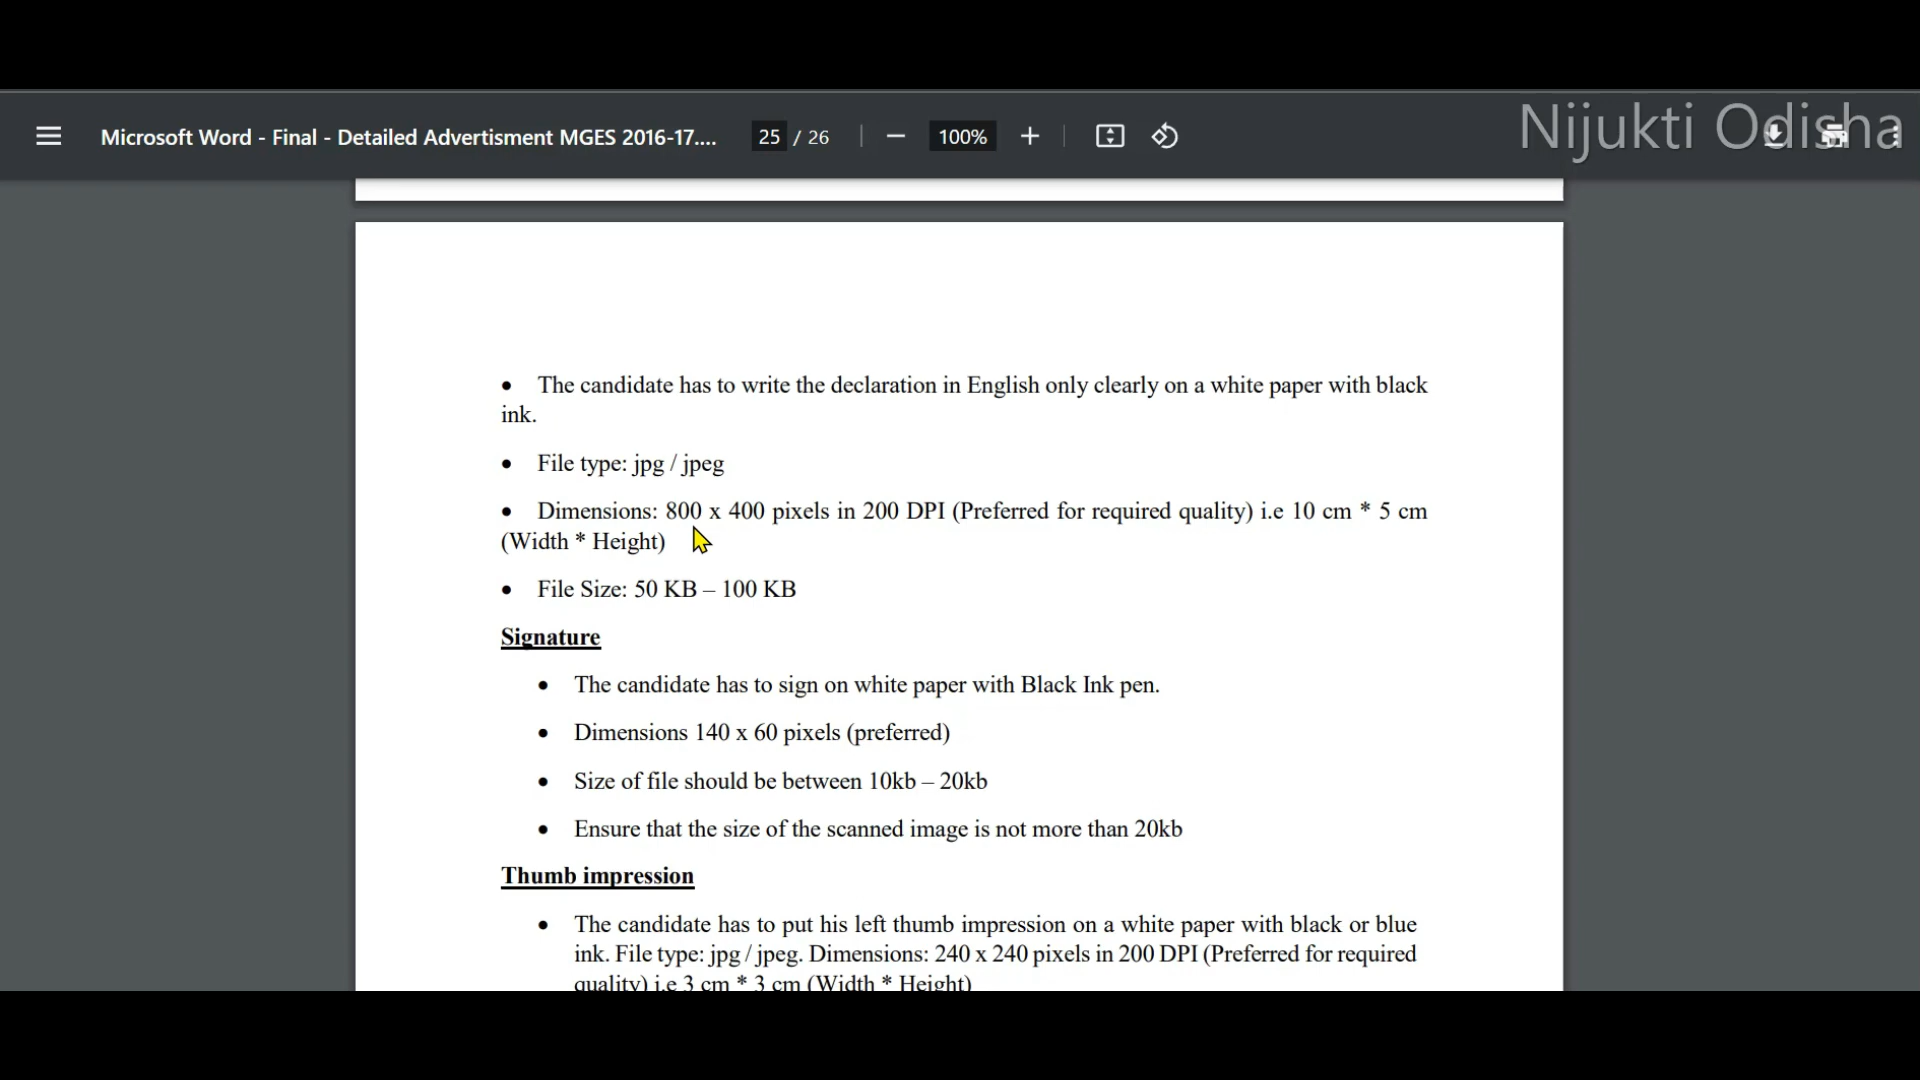 Microsoft Word - Final - Detailed Advertisment MGES 2016-17.... 25 / 26 100%
Nijukti Odisha
• The candidate has to write the declaration in English only clearly on a white paper with black
ink.
• File type: jpg / jpeg
• Dimensions: 800 x 400 pixels in 200 DPI (Preferred for required quality) i.e 10 cm * 5 cm
(Width * Height)
• File Size: 50 KB – 100 KB
Signature
• The candidate has to sign on white paper with Black Ink pen.
• Dimensions 140 x 60 pixels (preferred)
• Size of file should be between 10kb – 20kb
• Ensure that the size of the scanned image is not more than 20kb
Thumb impression
• The candidate has to put his left thumb impression on a white paper with black or blue
ink. File type: jpg / jpeg. Dimensions: 240 x 240 pixels in 200 DPI (Preferred for required
quality) i.e 3 cm * 3 cm (Width * Height)